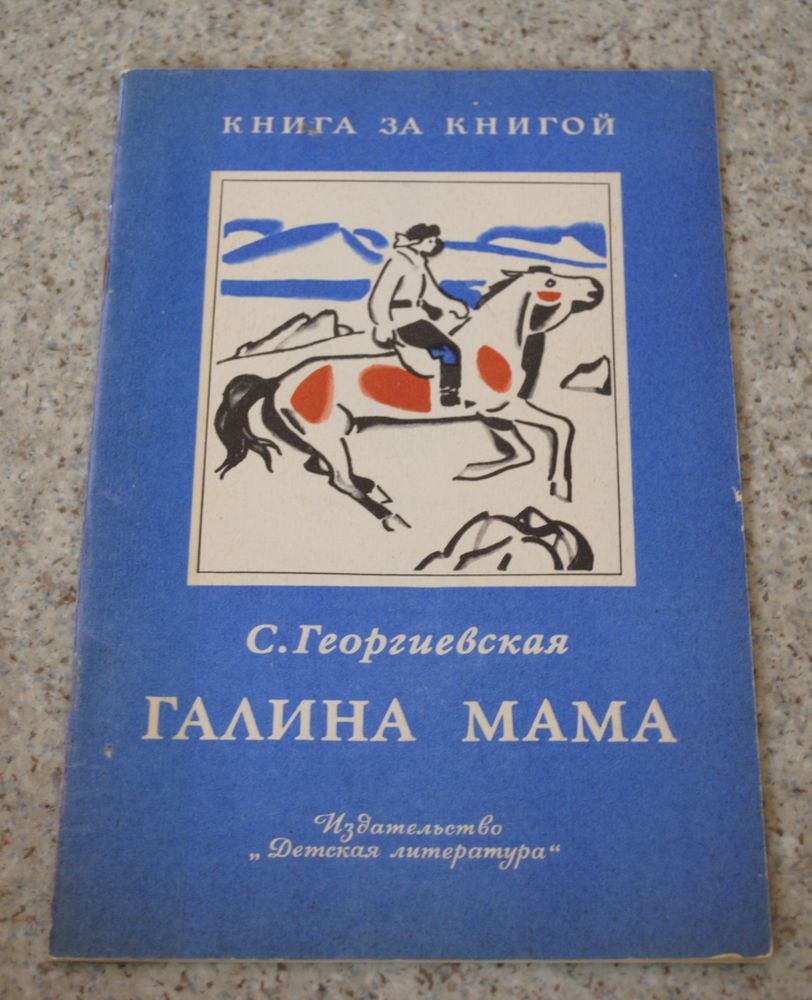 КНИГА ЗА КНИГОЙ
С. Георгиевская
ГАЛИНА МАМА
Издательство
„Детская литература“